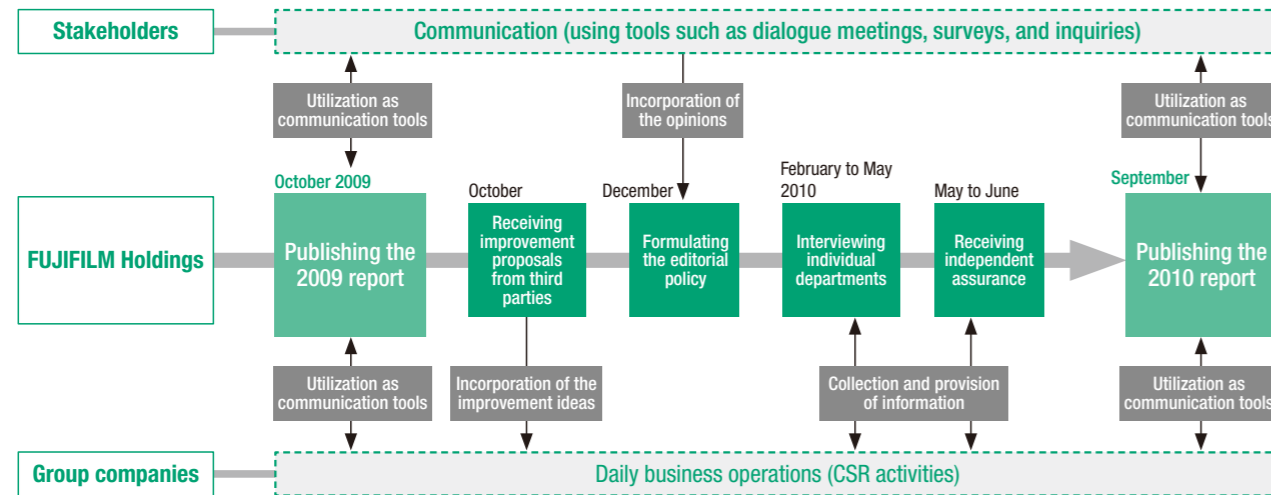 Stakeholders
Communication (using tools such as dialogue meetings, surveys, and inquiries)
Utilization as
communication tools
Incorporation of
the opinions
Utilization as
communication tools
FUJIFILM Holdings
October 2009
Publishing the
2009 report
October
Receiving
improvement
proposals
from third
parties
December
Formulating
the editorial
policy
February to May
2010
Interviewing
individual
departments
May to June
Receiving
independent
assurance
September
Publishing the
2010 report
Utilization as
communication tools
Incorporation of the
improvement ideas
Collection and provision
of information
Utilization as
communication tools
Group companies
Daily business operations (CSR activities)